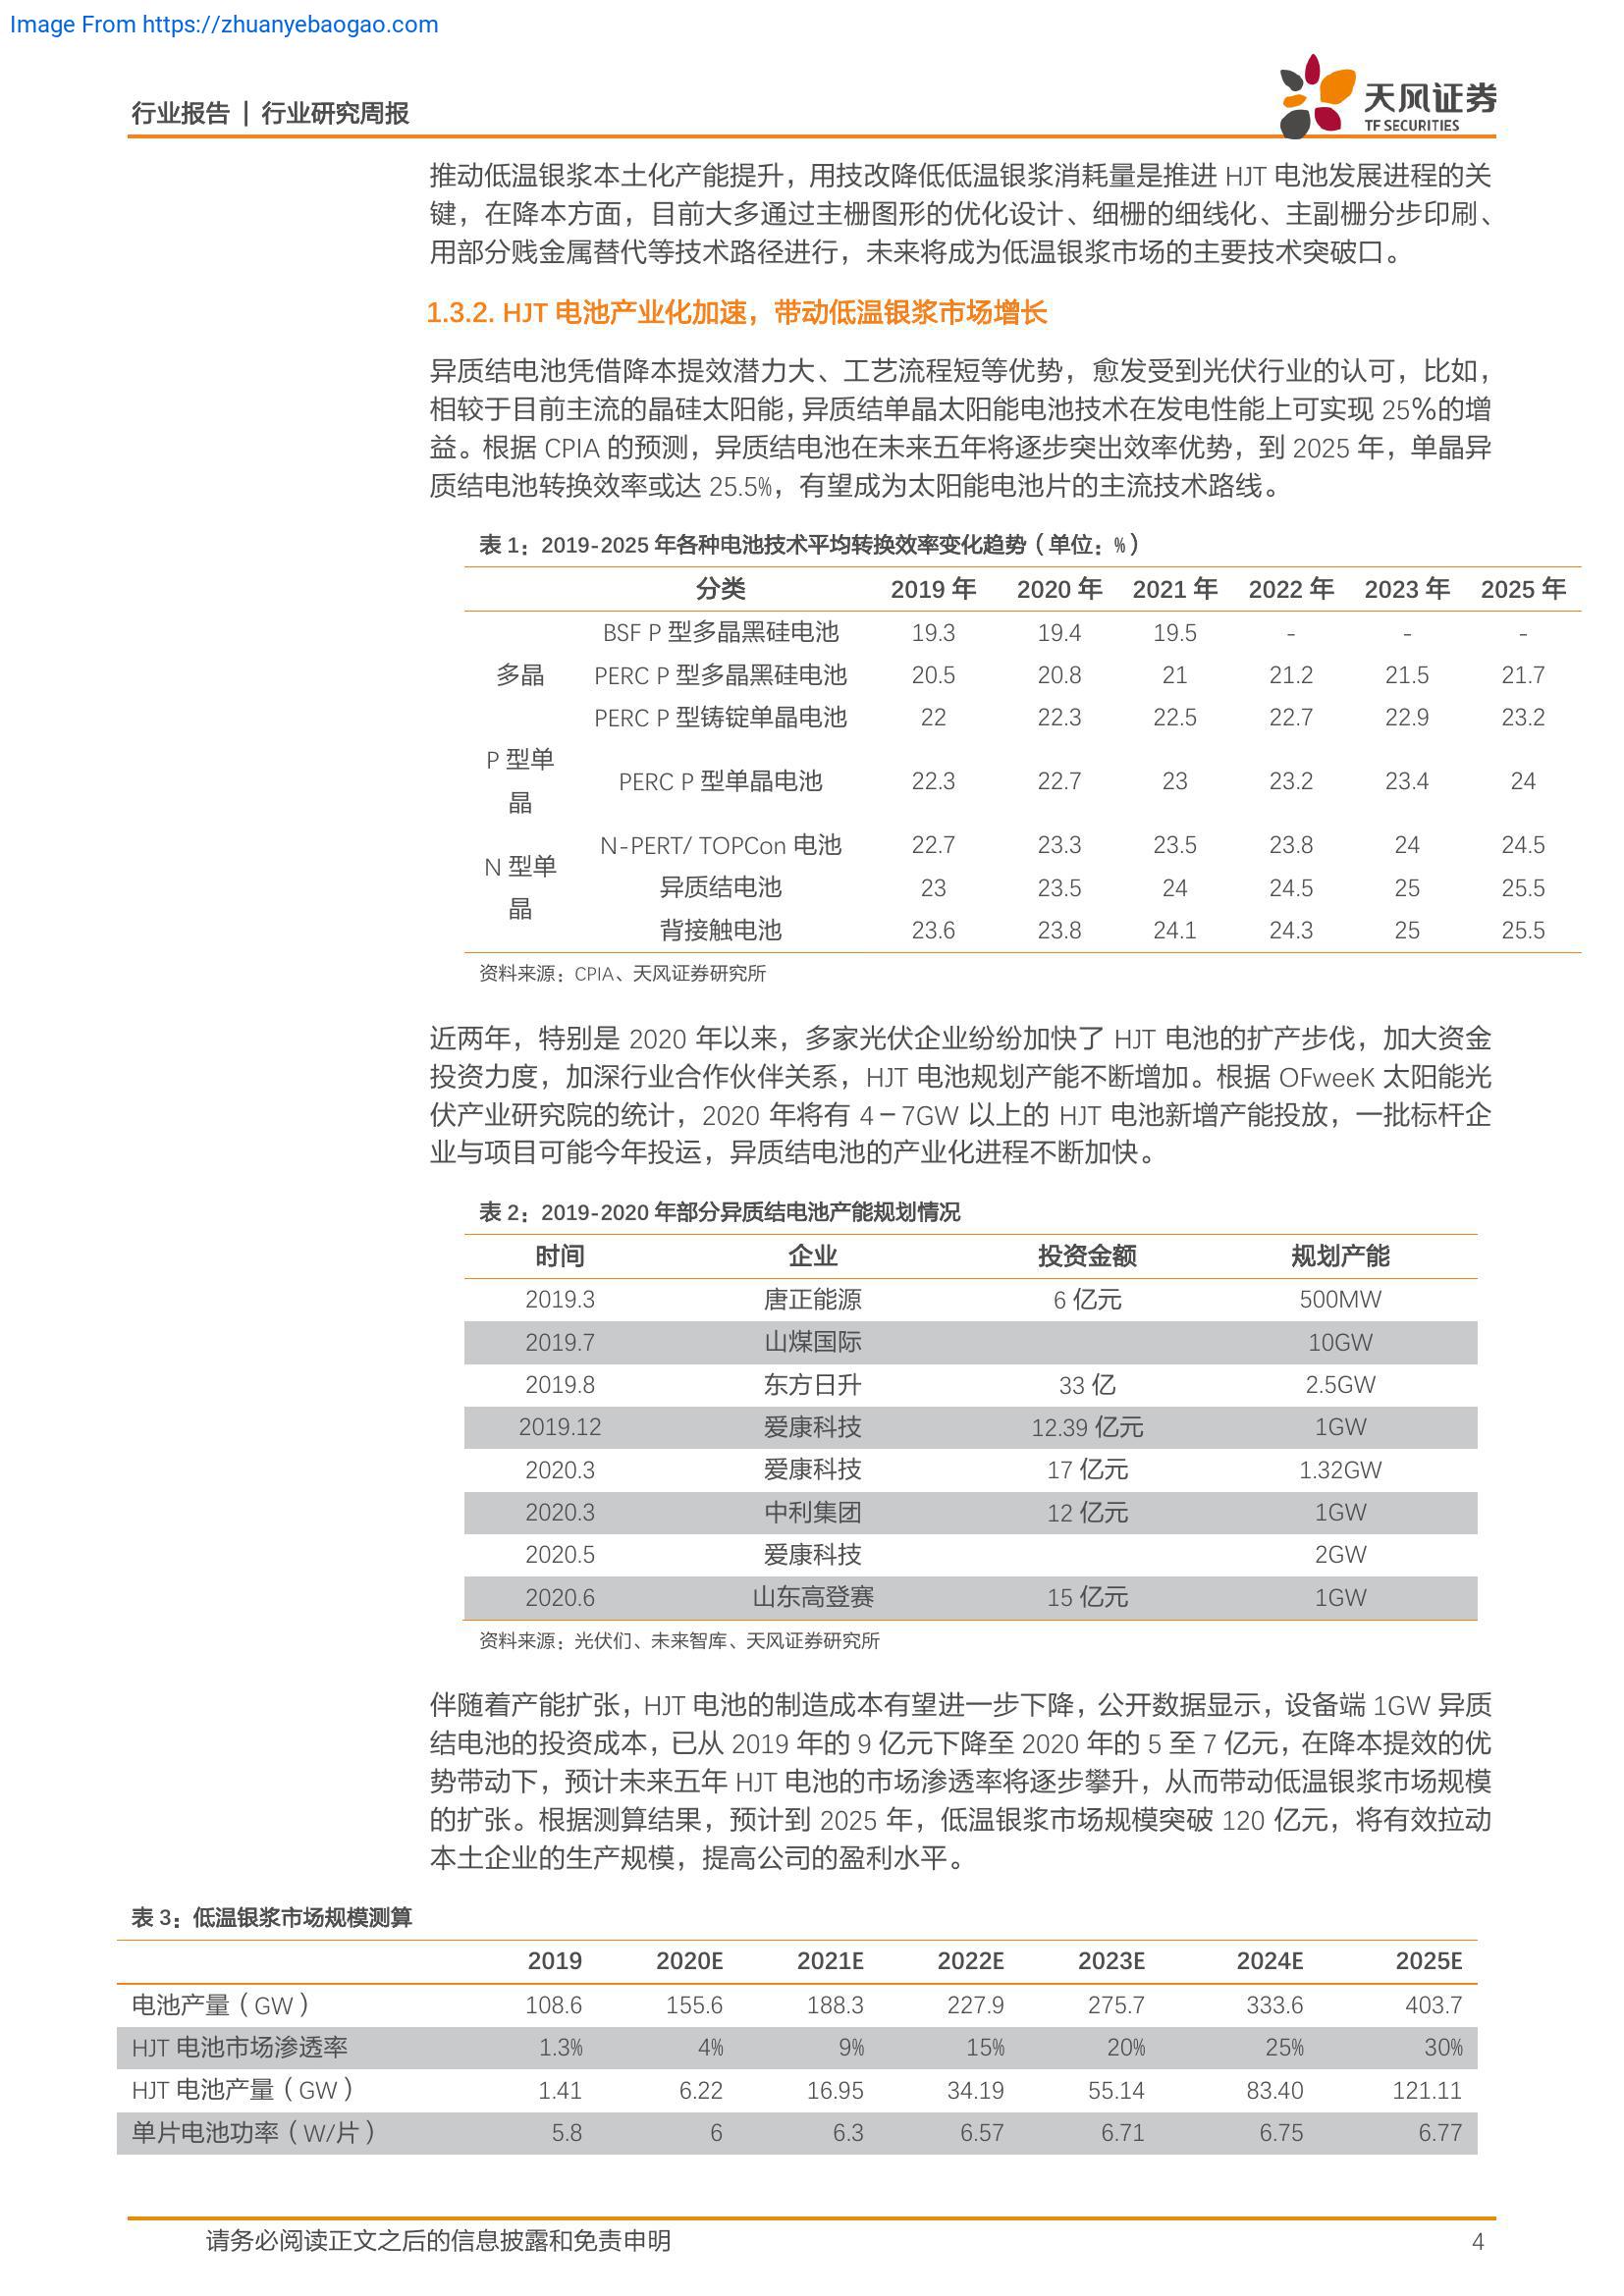 Image From https://zhuanyebaogao.com
行业报告 | 行业研究周报
天风证券
TF SECURITIES
推动低温银浆本土化产能提升，用技改降低低温银浆消耗量是推进 HJT 电池发展进程的关
键，在降本方面，目前大多通过主栅图形的优化设计、细栅的细线化、主副栅分步印刷、
用部分贱金属替代等技术路径进行，未来将成为低温银浆市场的主要技术突破口。
1.3.2. HJT 电池产业化加速，带动低温银浆市场增长
异质结电池凭借降本提效潜力大、工艺流程短等优势，愈发受到光伏行业的认可，比如，
相较于目前主流的晶硅太阳能，异质结单晶太阳能电池技术在发电性能上可实现 25%的增
益。根据 CPIA 的预测，异质结电池在未来五年将逐步突出效率优势，到 2025 年，单晶异
质结电池转换效率或达 25.5%，有望成为太阳能电池片的主流技术路线。
表 1：2019-2025 年各种电池技术平均转换效率变化趋势（单位：%）
分类 2019 年 2020 年 2021 年 2022 年 2023 年 2025 年
BSF P 型多晶黑硅电池 19.3 19.4 19.5 - - -
多晶 PERC P 型多晶黑硅电池 20.5 20.8 21 21.2 21.5 21.7
PERC P 型铸锭单晶电池 22 22.3 22.5 22.7 22.9 23.2
P 型单
晶
PERC P 型单晶电池 22.3 22.7 23 23.2 23.4 24
N-PERT/ TOPCon 电池 22.7 23.3 23.5 23.8 24 24.5
N 型单
晶
异质结电池 23 23.5 24 24.5 25 25.5
背接触电池 23.6 23.8 24.1 24.3 25 25.5
资料来源：CPIA、天风证券研究所
近两年，特别是 2020 年以来，多家光伏企业纷纷加快了 HJT 电池的扩产步伐，加大资金
投资力度，加深行业合作伙伴关系，HJT 电池规划产能不断增加。根据 OFweeK 太阳能光
伏产业研究院的统计，2020 年将有 4－7GW 以上的 HJT 电池新增产能投放，一批标杆企
业与项目可能今年投运，异质结电池的产业化进程不断加快。
表 2：2019-2020 年部分异质结电池产能规划情况
时间 企业 投资金额 规划产能
2019.3 唐正能源 6 亿元 500MW
2019.7 山煤国际 10GW
2019.8 东方日升 33 亿 2.5GW
2019.12 爱康科技 12.39 亿元 1GW
2020.3 爱康科技 17 亿元 1.32GW
2020.3 中利集团 12 亿元 1GW
2020.5 爱康科技 2GW
2020.6 山东高登赛 15 亿元 1GW
资料来源：光伏们、未来智库、天风证券研究所
伴随着产能扩张，HJT 电池的制造成本有望进一步下降，公开数据显示，设备端 1GW 异质
结电池的投资成本，已从 2019 年的 9 亿元下降至 2020 年的 5 至 7 亿元，在降本提效的优
势带动下，预计未来五年 HJT 电池的市场渗透率将逐步攀升，从而带动低温银浆市场规模
的扩张。根据测算结果，预计到 2025 年，低温银浆市场规模突破 120 亿元，将有效拉动
本土企业的生产规模，提高公司的盈利水平。
表 3：低温银浆市场规模测算
2019 2020E 2021E 2022E 2023E 2024E 2025E
电池产量（GW） 108.6 155.6 188.3 227.9 275.7 333.6 403.7
HJT 电池市场渗透率 1.3% 4% 9% 15% 20% 25% 30%
HJT 电池产量（GW） 1.41 6.22 16.95 34.19 55.14 83.40 121.11
单片电池功率（W/片） 5.8 6 6.3 6.57 6.71 6.75 6.77
请务必阅读正文之后的信息披露和免责申明 4